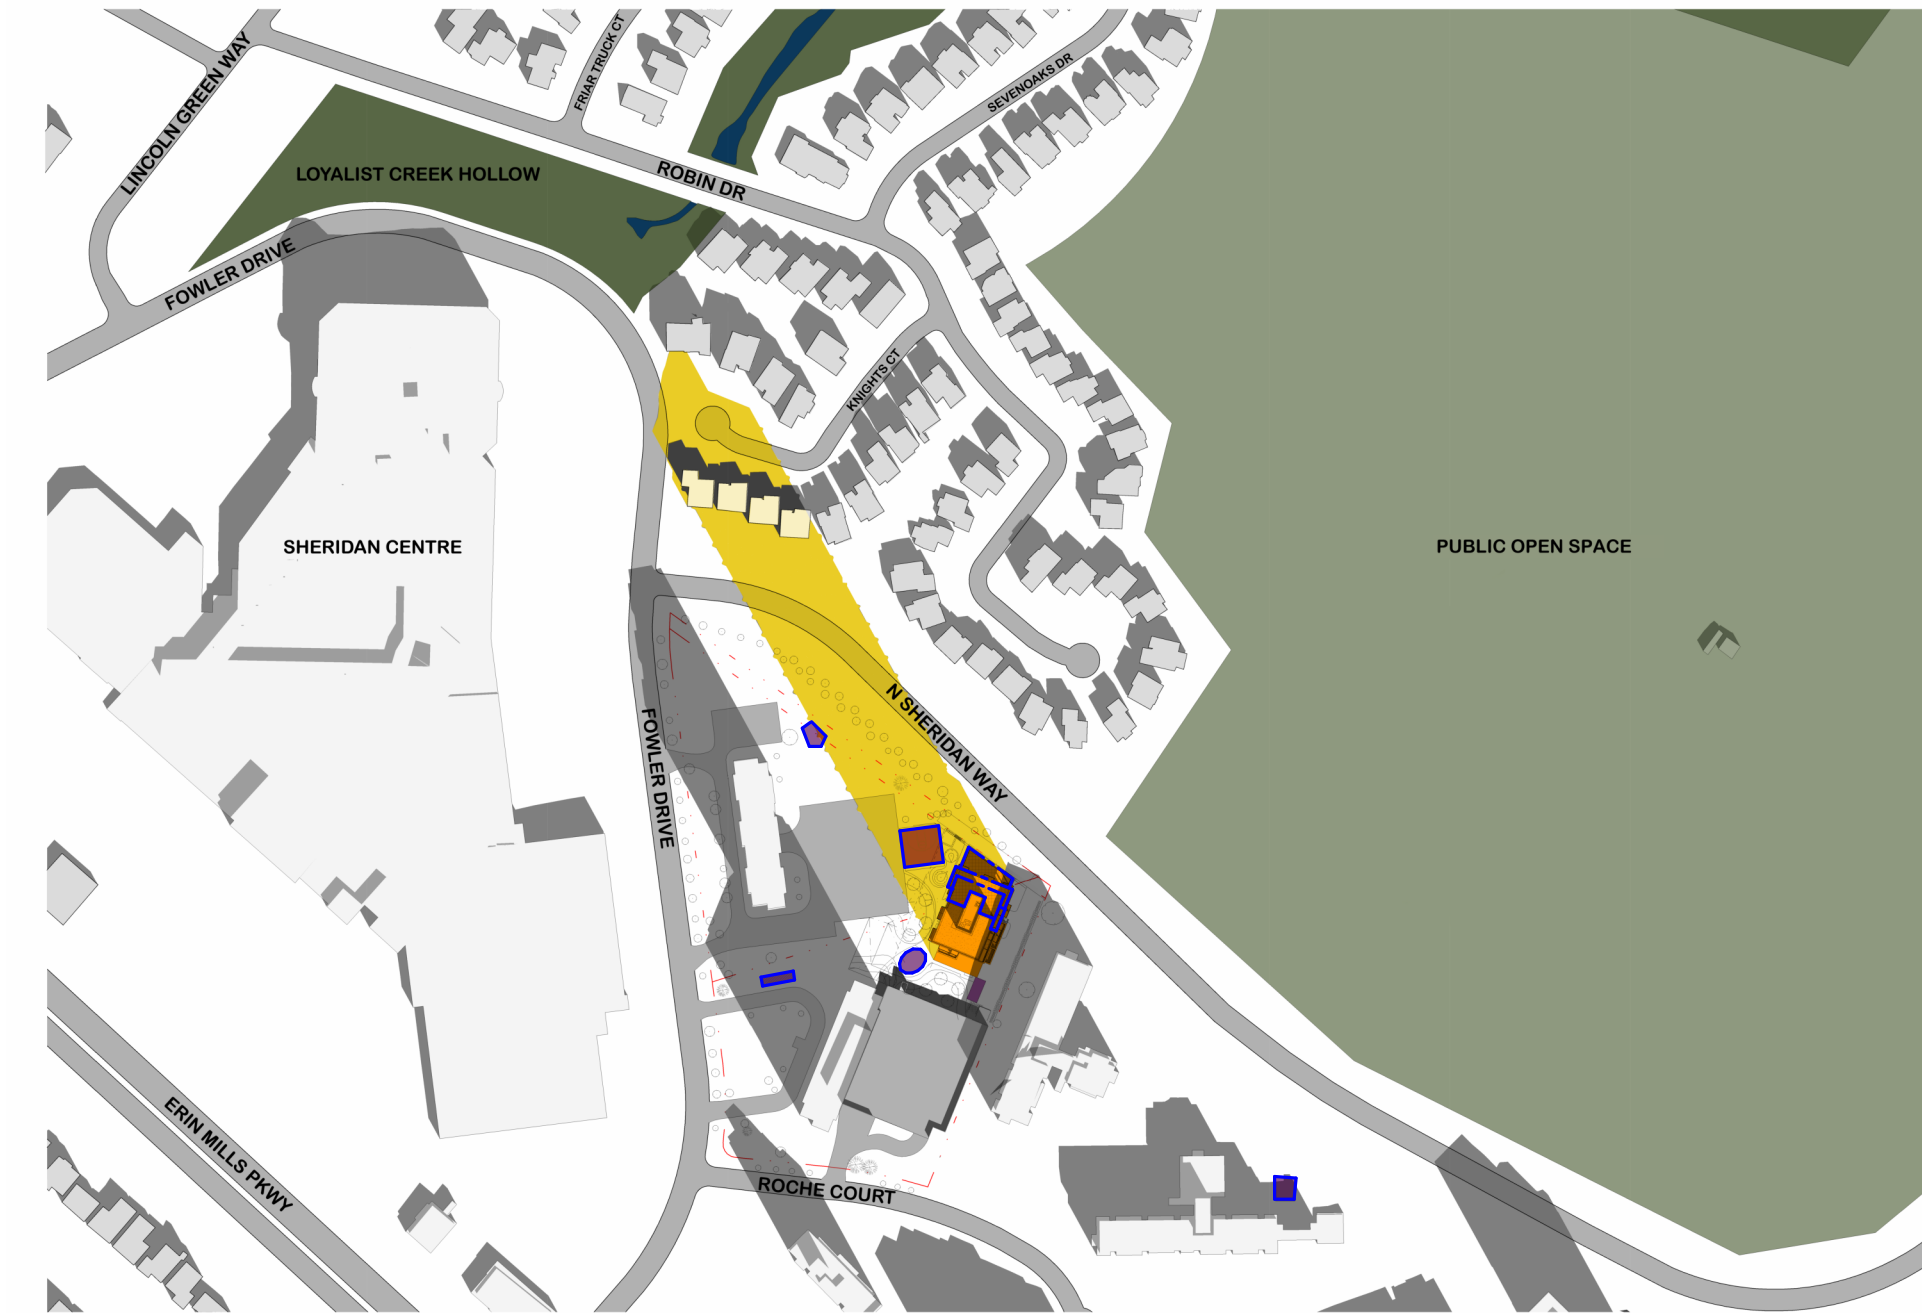 LINCOLN GREEN WAY
FRIAR TRUCK CT
SEVENOAKS DR
LOYALIST CREEK HOLLOW
ROBIN DR
FOWLER DRIVE
KNIGHTS CT
SHERIDAN CENTRE
PUBLIC OPEN SPACE
N SHERIDAN WAY
FOWLER DRIVE
ERIN MILLS PKWY
ROCHE COURT